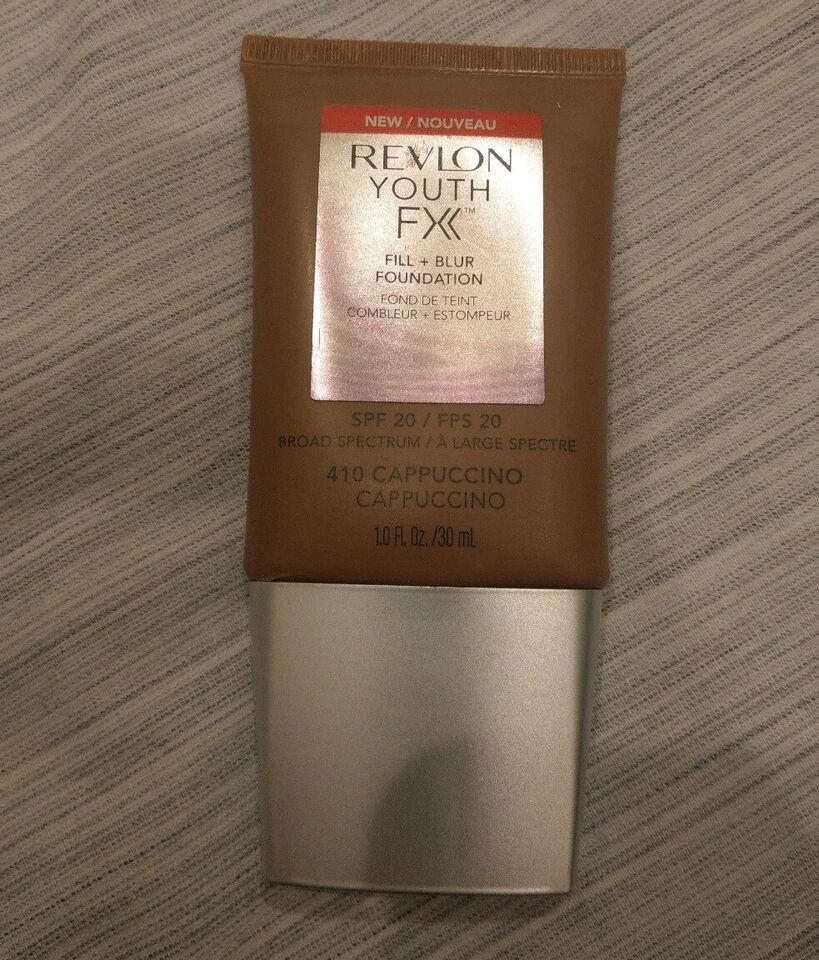 NEW / NOUVEAU
REVLON
YOUTH
FX™
FILL + BLUR
FOUNDATION
FOND DE TEINT
COMBLEUR + ESTOMPEUR
SPF 20 / FPS 20
BROAD SPECTRUM / À LARGE SPECTRE
410 CAPPUCCINO
CAPPUCCINO
1.0 Fl. Oz. /30 mL